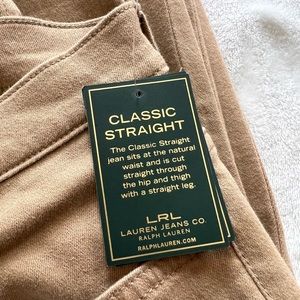 CLASSIC
STRAIGHT
The Classic Straight
jean sits at the natural
waist and is cut
straight through
the hip and thigh
with a straight leg.
LRL
LAUREN JEANS CO.
RALPH LAUREN
RALPHLAUREN.COM